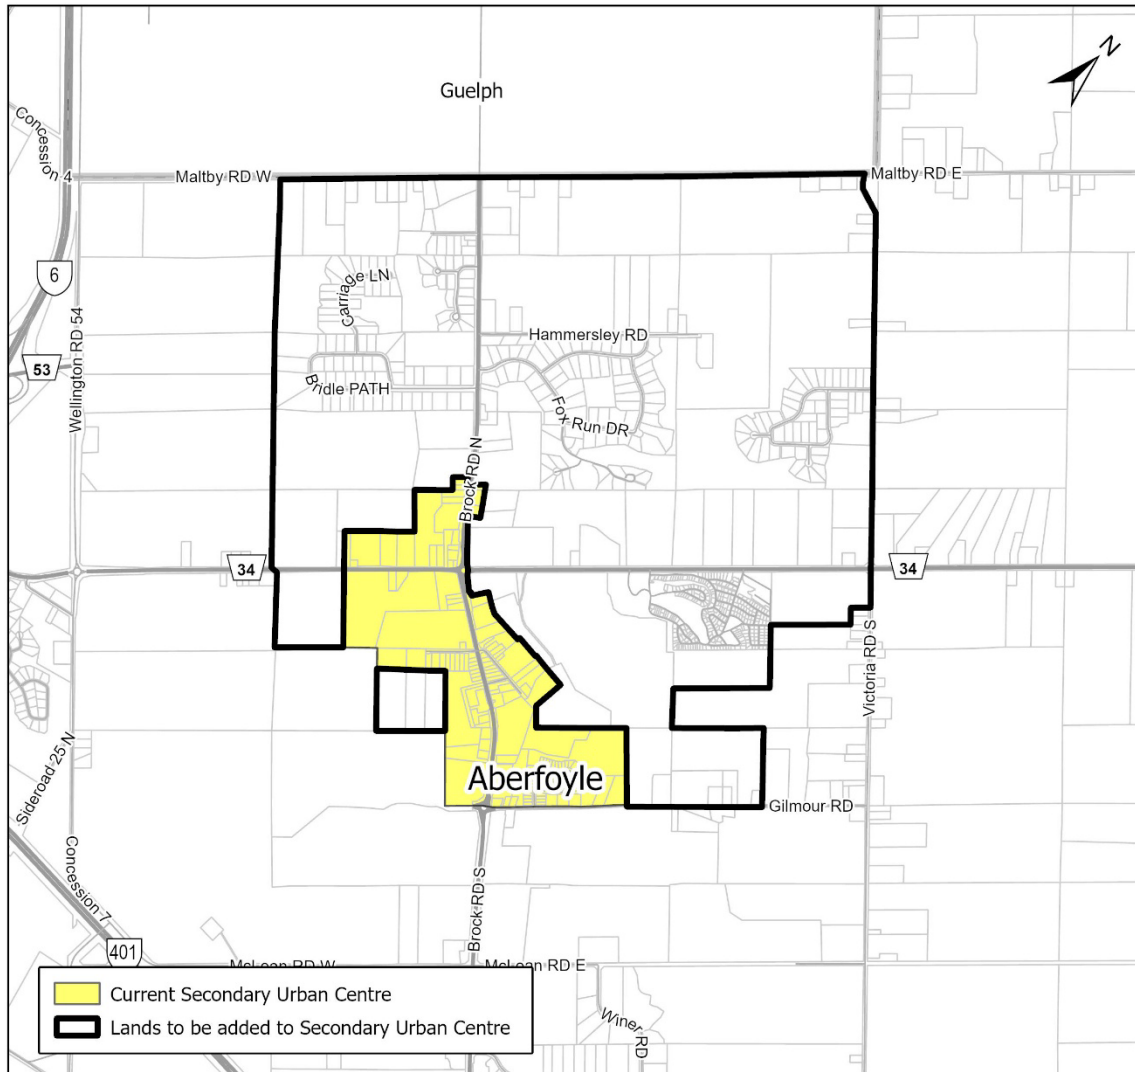 N
Guelph
Concession 4
Maltby RD W
Maltby RD E
6
Carriage LN
Wellington RD 54
Hammersley RD
53
Bridle PATH
Fox Run DR
Brock RD N
34
34
Victoria RD S
Sideroad 25 N
Aberfoyle
Gilmour RD
Concession 7
Brock RD S
401
McLean RD W
McLean RD E
Winer RD
Current Secondary Urban Centre
Lands to be added to Secondary Urban Centre